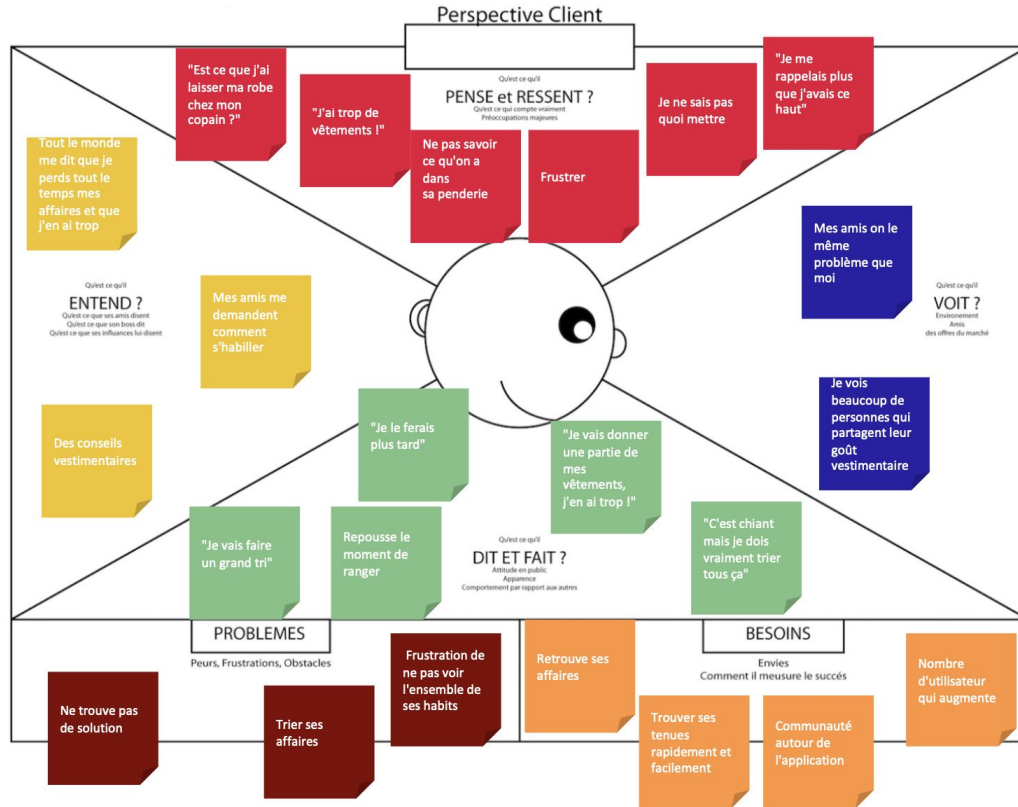 Perspective Client
"Est ce que j'ai
laisser ma robe
chez mon
copain ?"
"J'ai trop de
vêtements !"
Qu'est ce qu'il
PENSE et RESSENT ?
Qu'est ce qui compte vraiment
Préoccupations majeures
Ne pas savoir
ce qu'on a
dans
sa penderie
Frustrer
Je ne sais pas
quoi mettre
"Je me
rappelais plus
que j'avais ce
haut"
Tout le monde
me dit que je
perds tout le
temps mes
affaires et que
j'en ai trop
Qu'est ce qu'il
ENTEND ?
Qu'est ce que ses amis disent
Qu'est ce que son boss dit
Qu'est ce que ses influences lui disent
Mes amis me
demandent
comment
s'habiller
Des conseils
vestimentaires
Mes amis on le
même
problème que
moi
Qu'est ce qu'il
VOIT ?
Environement
Amis
des offres du marché
Je vois
beaucoup de
personnes qui
partagent leur
goût
vestimentaire
"Je le ferais
plus tard"
"Je vais donner
une partie de
mes
vêtements,
j'en ai trop !"
"Je vais faire
un grand tri"
Repousse le
moment de
ranger
Qu'est ce qu'il
DIT ET FAIT ?
Attitude en public
Apparence
Comportement par rapport aux autres
"C'est chiant
mais je dois
vraiment trier
tous ça"
PROBLEMES
Peurs, Frustrations, Obstacles
Ne trouve pas
de solution
Trier ses
affaires
Frustration de
ne pas voir
l'ensemble de
ses habits
BESOINS
Envies
Comment il meusure le succés
Retrouve ses
affaires
Trouver ses
tenues
rapidement et
facilement
Communauté
autour de
l'application
Nombre
d'utilisateur
qui augmente